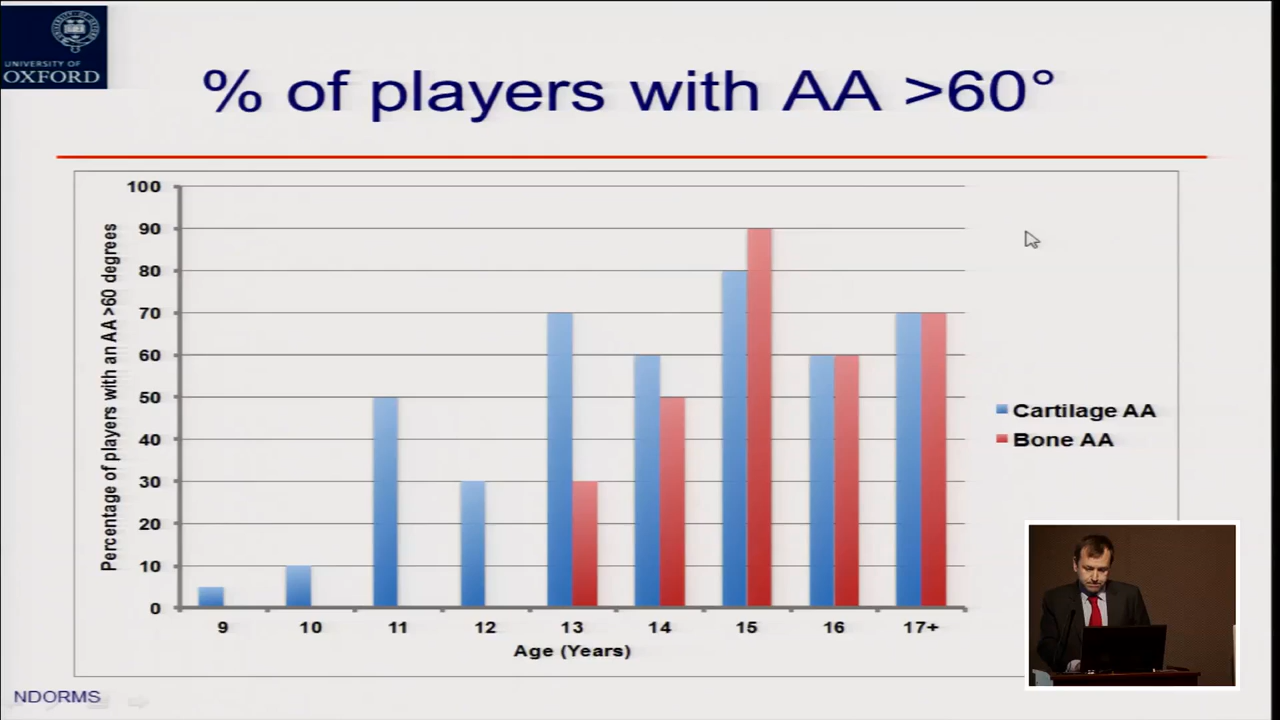 UNIVERSITY OF
OXFORD
% of players with AA >60°
Percentage of players with an AA >60 degrees
100
90
80
70
60
50
40
30
20
10
0
9 10 11 12 13 14 15 16 17+
Age (Years)
Cartilage AA
Bone AA
NDORMS